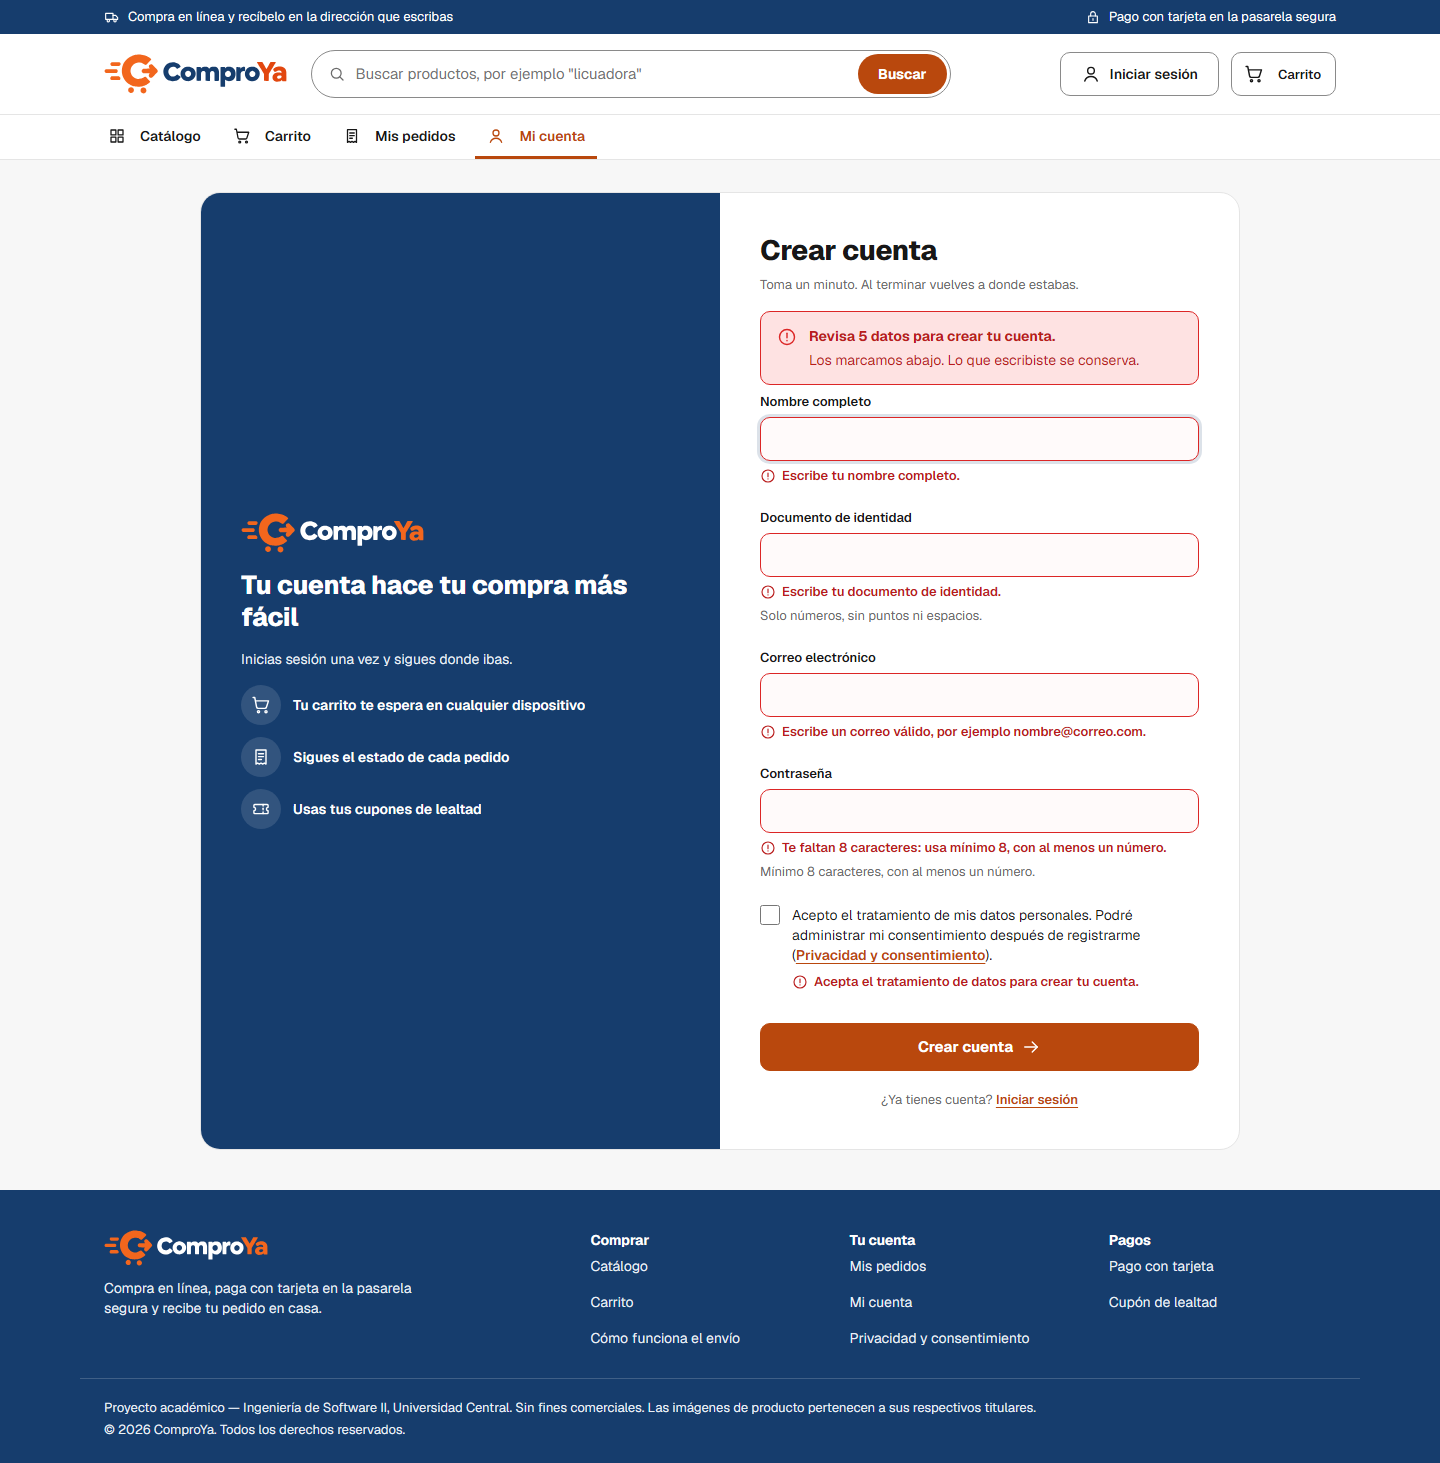 Compra en línea y recíbelo en la dirección que escribas
Pago con tarjeta en la pasarela segura
ComproYa
Buscar productos, por ejemplo "licuadora"
Buscar
Iniciar sesión
Carrito
Catálogo
Carrito
Mis pedidos
Mi cuenta
ComproYa
Tu cuenta hace tu compra más
fácil
Inicias sesión una vez y sigues donde ibas.
Tu carrito te espera en cualquier dispositivo
Sigues el estado de cada pedido
Usas tus cupones de lealtad
Crear cuenta
Toma un minuto. Al terminar vuelves a donde estabas.
Revisa 5 datos para crear tu cuenta.
Los marcamos abajo. Lo que escribiste se conserva.
Nombre completo
Escribe tu nombre completo.
Documento de identidad
Escribe tu documento de identidad.
Solo números, sin puntos ni espacios.
Correo electrónico
Escribe un correo válido, por ejemplo nombre@correo.com.
Contraseña
Te faltan 8 caracteres: usa mínimo 8, con al menos un número.
Mínimo 8 caracteres, con al menos un número.
Acepto el tratamiento de mis datos personales. Podré
administrar mi consentimiento después de registrarme
(Privacidad y consentimiento).
Acepta el tratamiento de datos para crear tu cuenta.
Crear cuenta
¿Ya tienes cuenta? Iniciar sesión
ComproYa
Compra en línea, paga con tarjeta en la pasarela
segura y recibe tu pedido en casa.
Comprar
Catálogo
Carrito
Cómo funciona el envío
Tu cuenta
Mis pedidos
Mi cuenta
Privacidad y consentimiento
Pagos
Pago con tarjeta
Cupón de lealtad
Proyecto académico — Ingeniería de Software II, Universidad Central. Sin fines comerciales. Las imágenes de producto pertenecen a sus respectivos titulares.
© 2026 ComproYa. Todos los derechos reservados.